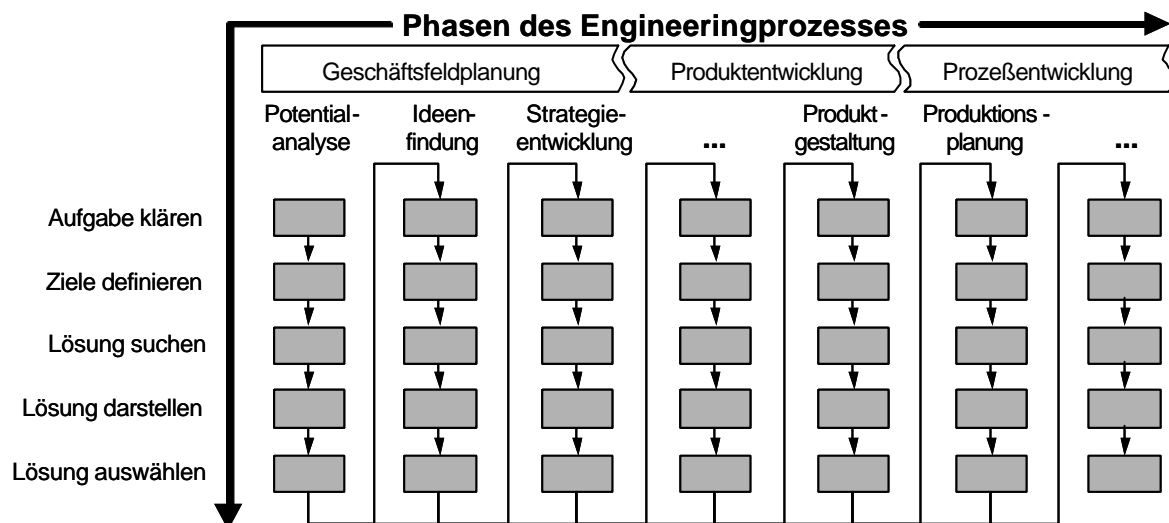 Phasen des Engineeringprozesses
Geschäftsfeldplanung
Produktentwicklung
Prozeßentwicklung
Potential-
analyse
Ideen-
findung
Strategie-
entwicklung
...
Produkt-
gestaltung
Produktions-
planung
...
Aufgabe klären
Ziele definieren
Lösung suchen
Lösung darstellen
Lösung auswählen